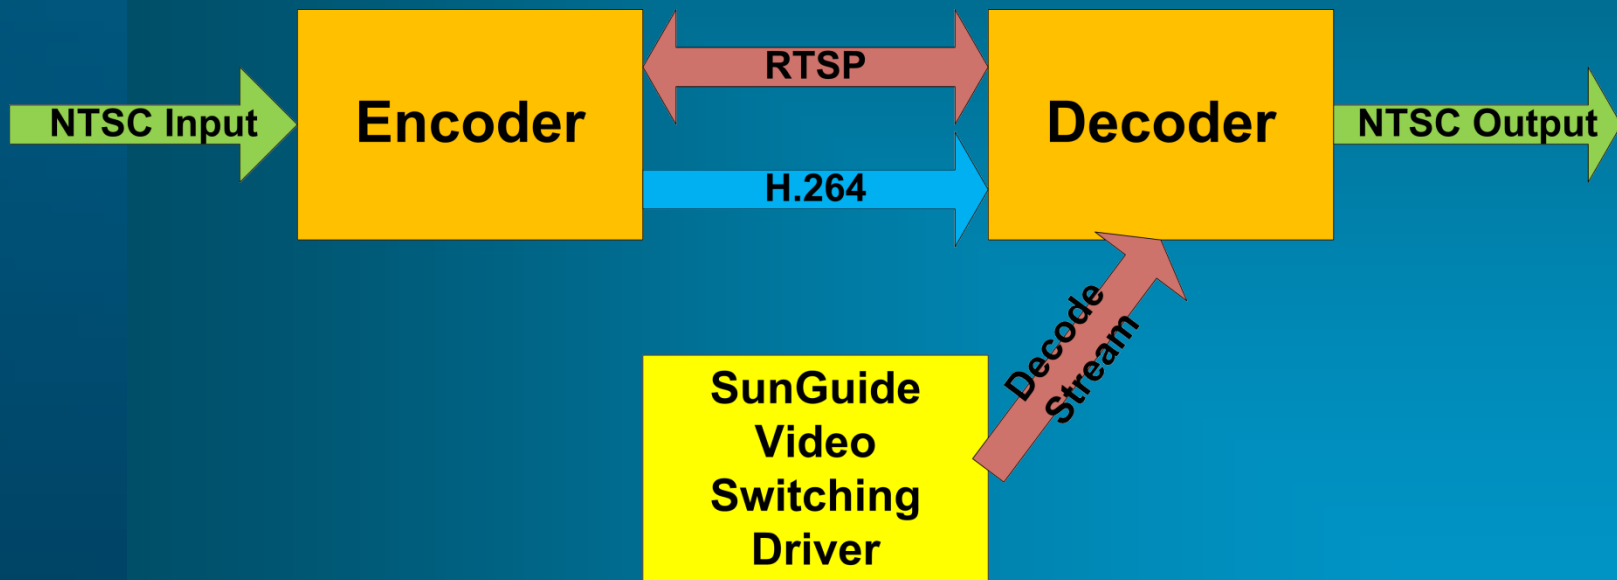 NTSC Input
Encoder
RTSP
H.264
Decoder
NTSC Output
Decode
Stream
SunGuide
Video
Switching
Driver